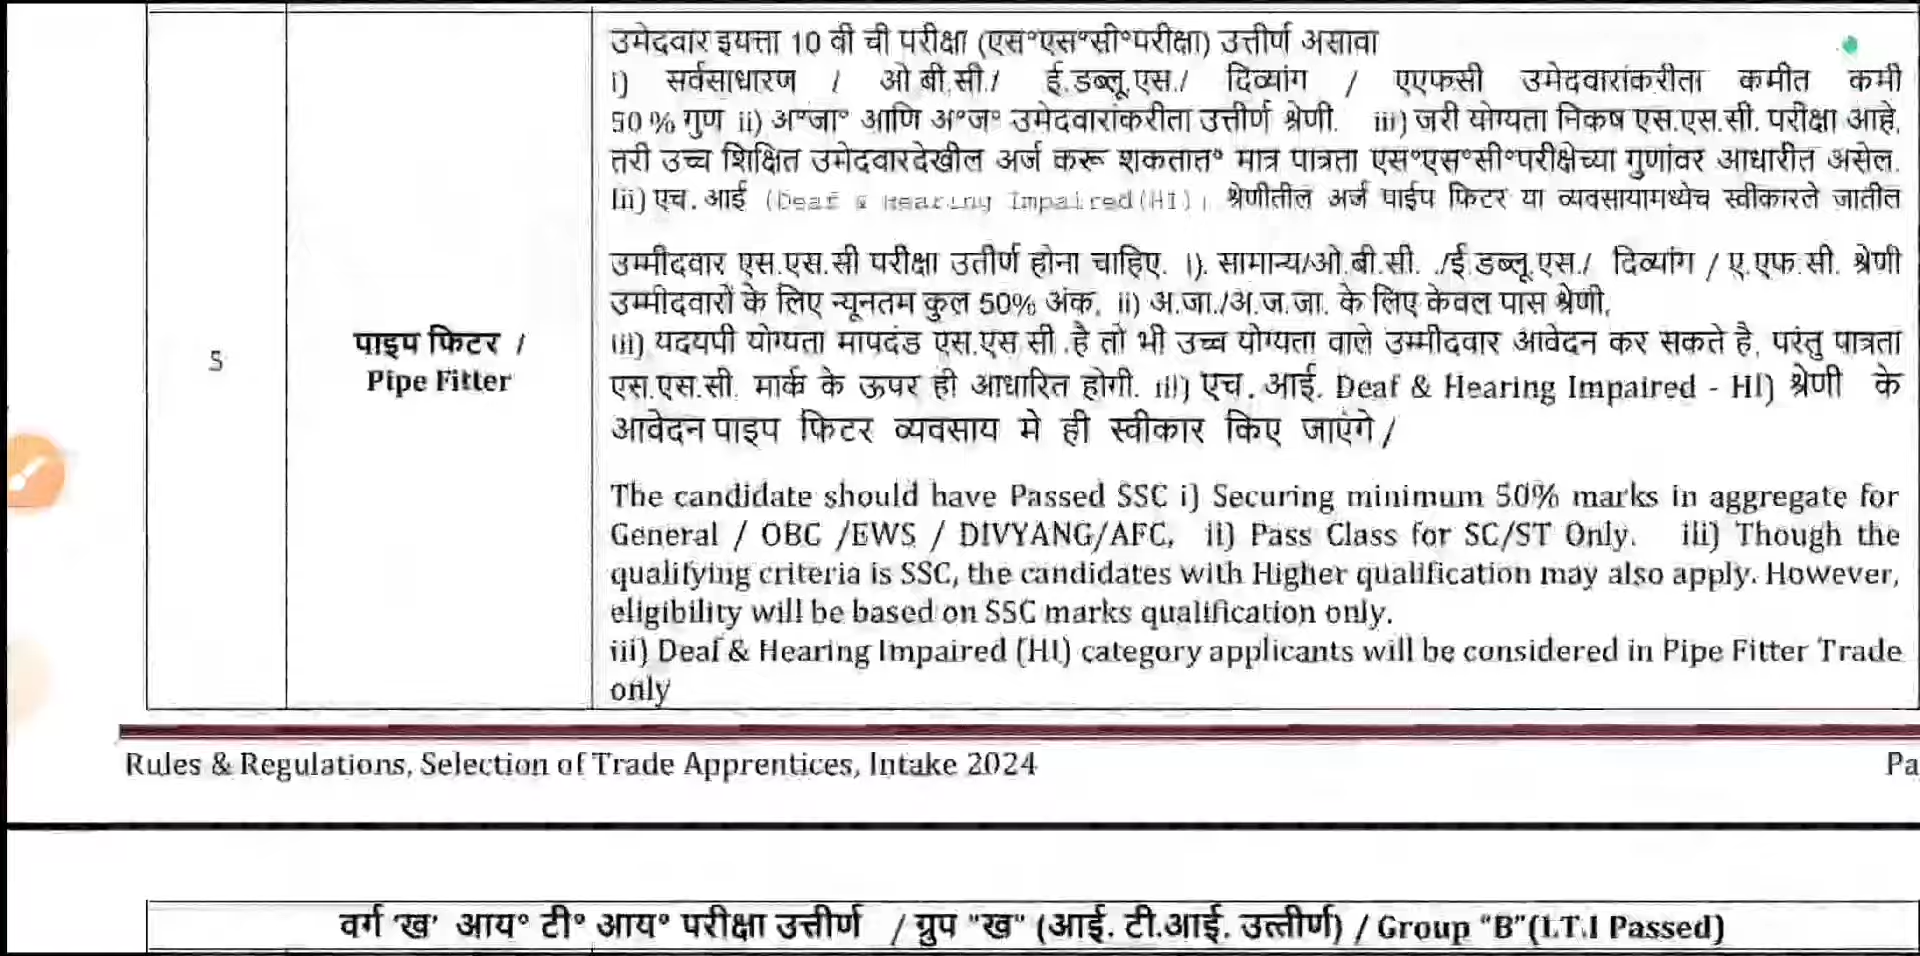 उमेदवार इयत्ता 10 वी ची परीक्षा (एस°एस°सी°परीक्षा) उत्तीर्ण असावा
i) सर्वसाधारण / ओ.बी.सी./ ई.डब्लू.एस./ दिव्यांग / एएफसी उमेदवारांकरीता कमीत कमी
50 % गुण ii) अ°जा° आणि अ°ज° उमेदवारांकरीता उत्तीर्ण श्रेणी. iii) जरी योग्यता निकष एस.एस.सी. परीक्षा आहे,
तरी उच्च शिक्षित उमेदवारदेखील अर्ज करू शकतात° मात्र पात्रता एस°एस°सी°परीक्षेच्या गुणांवर आधारीत असेल.
Iii) एच. आई (Deaf & Hearing Impaired(HI)) श्रेणीतील अर्ज पाईप फिटर या व्यवसायामध्येच स्वीकारले जातील
उम्मीदवार एस.एस.सी परीक्षा उतीर्ण होना चाहिए. I). सामान्य/ओ.बी.सी. ./ई.डब्लू.एस./ दिव्यांग / ए.एफ.सी. श्रेणी
उम्मीदवारों के लिए न्यूनतम कुल 50% अंक, ii) अ.जा./अ.ज.जा. के लिए केवल पास श्रेणी,
5
पाइप फिटर /
Pipe Fitter
iii) यदयपी योग्यता मापदंड एस.एस सी .है तो भी उच्च योग्यता वाले उम्मीदवार आवेदन कर सकते है, परंतु पात्रता
एस.एस.सी. मार्क के ऊपर ही आधारित होगी. iii) एच. आई. Deaf & Hearing Impaired - HI) श्रेणी के
आवेदन पाइप फिटर व्यवसाय मे ही स्वीकार किए जाएंगे /
The candidate should have Passed SSC i) Securing minimum 50% marks in aggregate for
General / OBC /EWS / DIVYANG/AFC, ii) Pass Class for SC/ST Only. iii) Though the
qualifying criteria is SSC, the candidates with Higher qualification may also apply. However,
eligibility will be based on SSC marks qualification only.
iii) Deaf & Hearing Impaired (HI) category applicants will be considered in Pipe Fitter Trade
only
Rules & Regulations, Selection of Trade Apprentices, Intake 2024
Pa
वर्ग 'ख' आय° टी° आय° परीक्षा उत्तीर्ण / ग्रुप "ख" (आई. टी.आई. उत्तीर्ण) / Group "B"(I.T.I Passed)